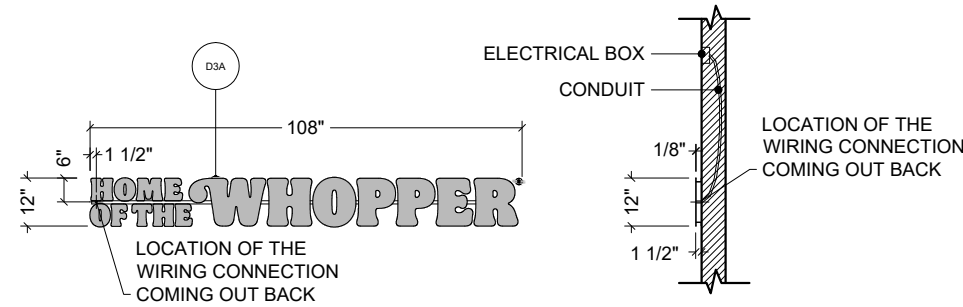 D3A
108"
1 1/2"
6"
12"
HOME
OF THE
WHOPPER®
LOCATION OF THE
WIRING CONNECTION
COMING OUT BACK
ELECTRICAL BOX
CONDUIT
LOCATION OF THE
WIRING CONNECTION
COMING OUT BACK
1/8"
12"
1 1/2"